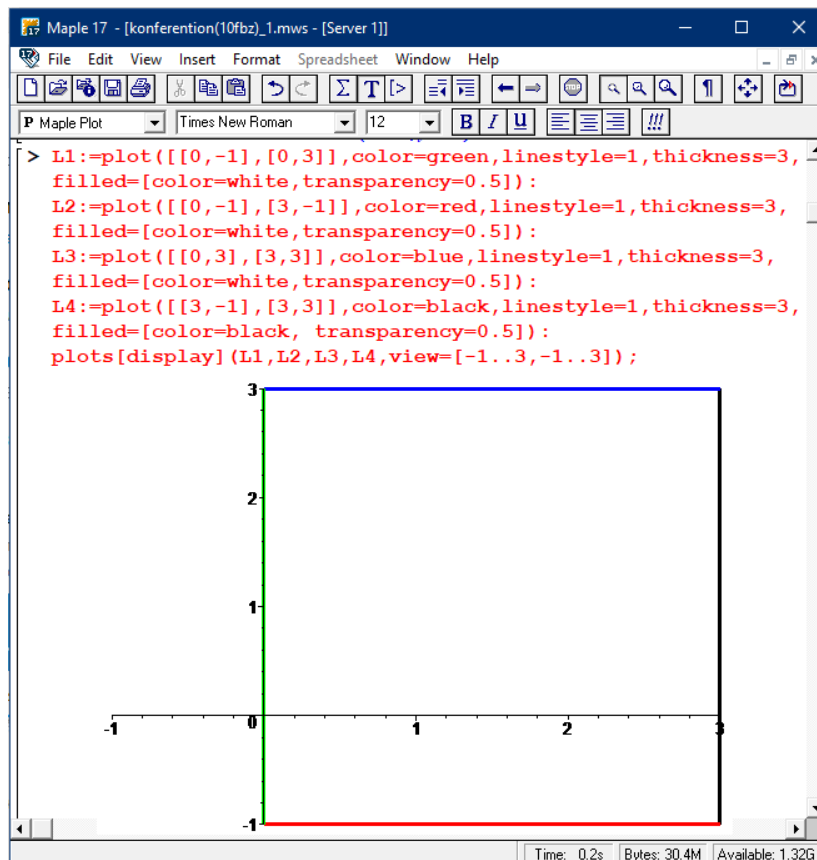 Maple 17 - [konferention(10fbz)_1.mws - [Server 1]]
File Edit View Insert Format Spreadsheet Window Help
P Maple Plot Times New Roman 12 B I U !!!
> L1:=plot([[0,-1],[0,3]],color=green,linestyle=1,thickness=3,
filled=[color=white,transparency=0.5]):
L2:=plot([[0,-1],[3,-1]],color=red,linestyle=1,thickness=3,
filled=[color=white,transparency=0.5]):
L3:=plot([[0,3],[3,3]],color=blue,linestyle=1,thickness=3,
filled=[color=white,transparency=0.5]):
L4:=plot([[3,-1],[3,3]],color=black,linestyle=1,thickness=3,
filled=[color=black, transparency=0.5]):
plots[display](L1,L2,L3,L4,view=[-1..3,-1..3]);
3
2
1
-1 0 1 2 3
-1
Time: 0.2s Bytes: 30.4M Available: 1.32G